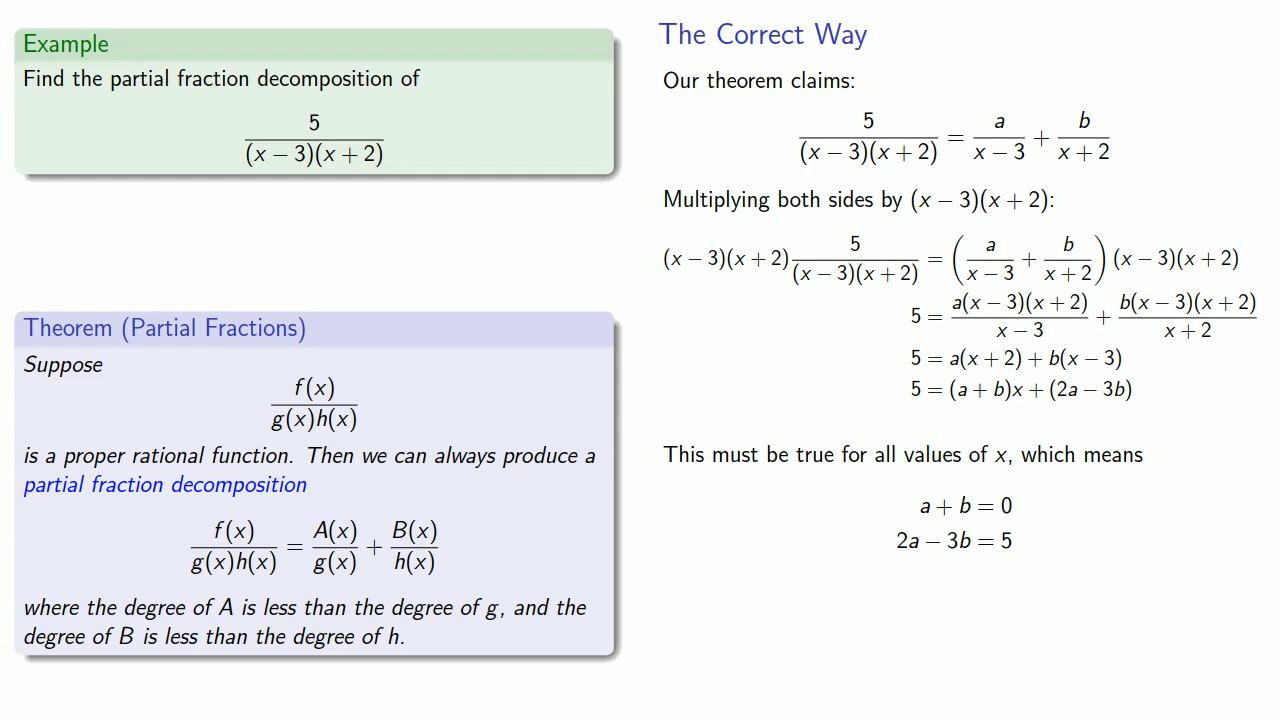 Example
Find the partial fraction decomposition of
5
(x − 3)(x + 2)
Theorem (Partial Fractions)
Suppose
f(x)
g(x)h(x)
is a proper rational function. Then we can always produce a
partial fraction decomposition
f(x)/g(x)h(x) = A(x)/g(x) + B(x)/h(x)
where the degree of A is less than the degree of g, and the
degree of B is less than the degree of h.
The Correct Way
Our theorem claims:
5/(x − 3)(x + 2) = a/x − 3 + b/x + 2
Multiplying both sides by (x − 3)(x + 2):
(x − 3)(x + 2) 5/(x − 3)(x + 2) = (a/x − 3 + b/x + 2) (x − 3)(x + 2)
5 = a(x − 3)(x + 2)/x − 3 + b(x − 3)(x + 2)/x + 2
5 = a(x + 2) + b(x − 3)
5 = (a + b)x + (2a − 3b)
This must be true for all values of x, which means
a + b = 0
2a − 3b = 5